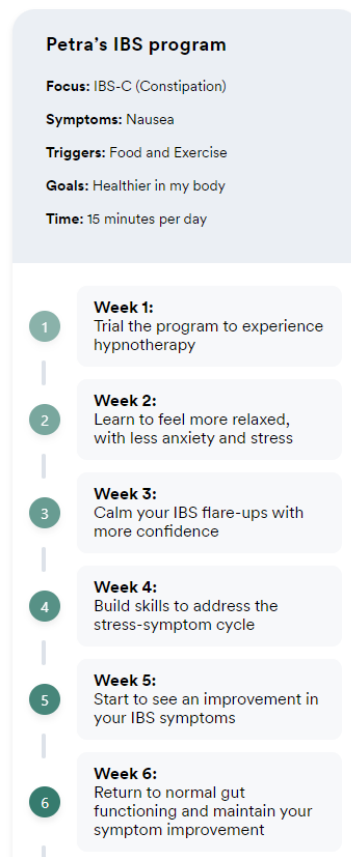 Petra's IBS program
Focus: IBS-C (Constipation)
Symptoms: Nausea
Triggers: Food and Exercise
Goals: Healthier in my body
Time: 15 minutes per day
1
Week 1:
Trial the program to experience
hypnotherapy
2
Week 2:
Learn to feel more relaxed,
with less anxiety and stress
3
Week 3:
Calm your IBS flare-ups with
more confidence
4
Week 4:
Build skills to address the
stress-symptom cycle
5
Week 5:
Start to see an improvement in
your IBS symptoms
6
Week 6:
Return to normal gut
functioning and maintain your
symptom improvement